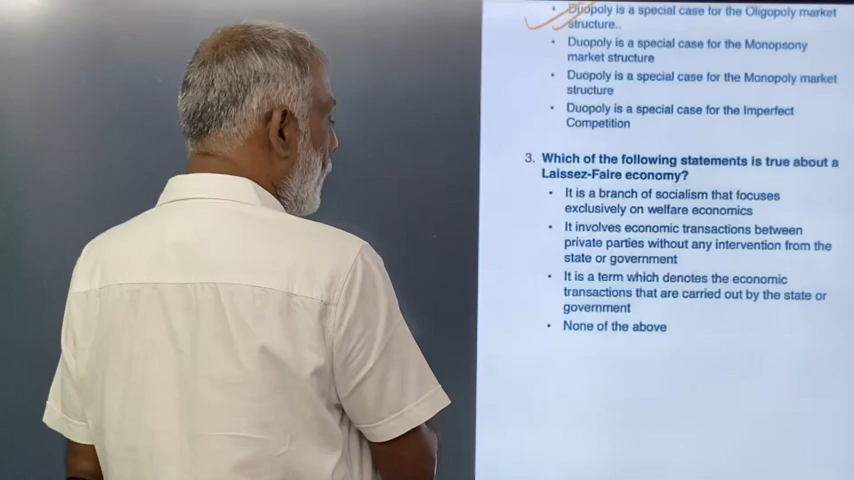 • Duopoly is a special case for the Oligopoly market
structure..
• Duopoly is a special case for the Monopsony
market structure
• Duopoly is a special case for the Monopoly market
structure
• Duopoly is a special case for the Imperfect
Competition
3. Which of the following statements is true about a
Laissez-Faire economy?
• It is a branch of socialism that focuses
exclusively on welfare economics
• It involves economic transactions between
private parties without any intervention from the
state or government
• It is a term which denotes the economic
transactions that are carried out by the state or
government
• None of the above